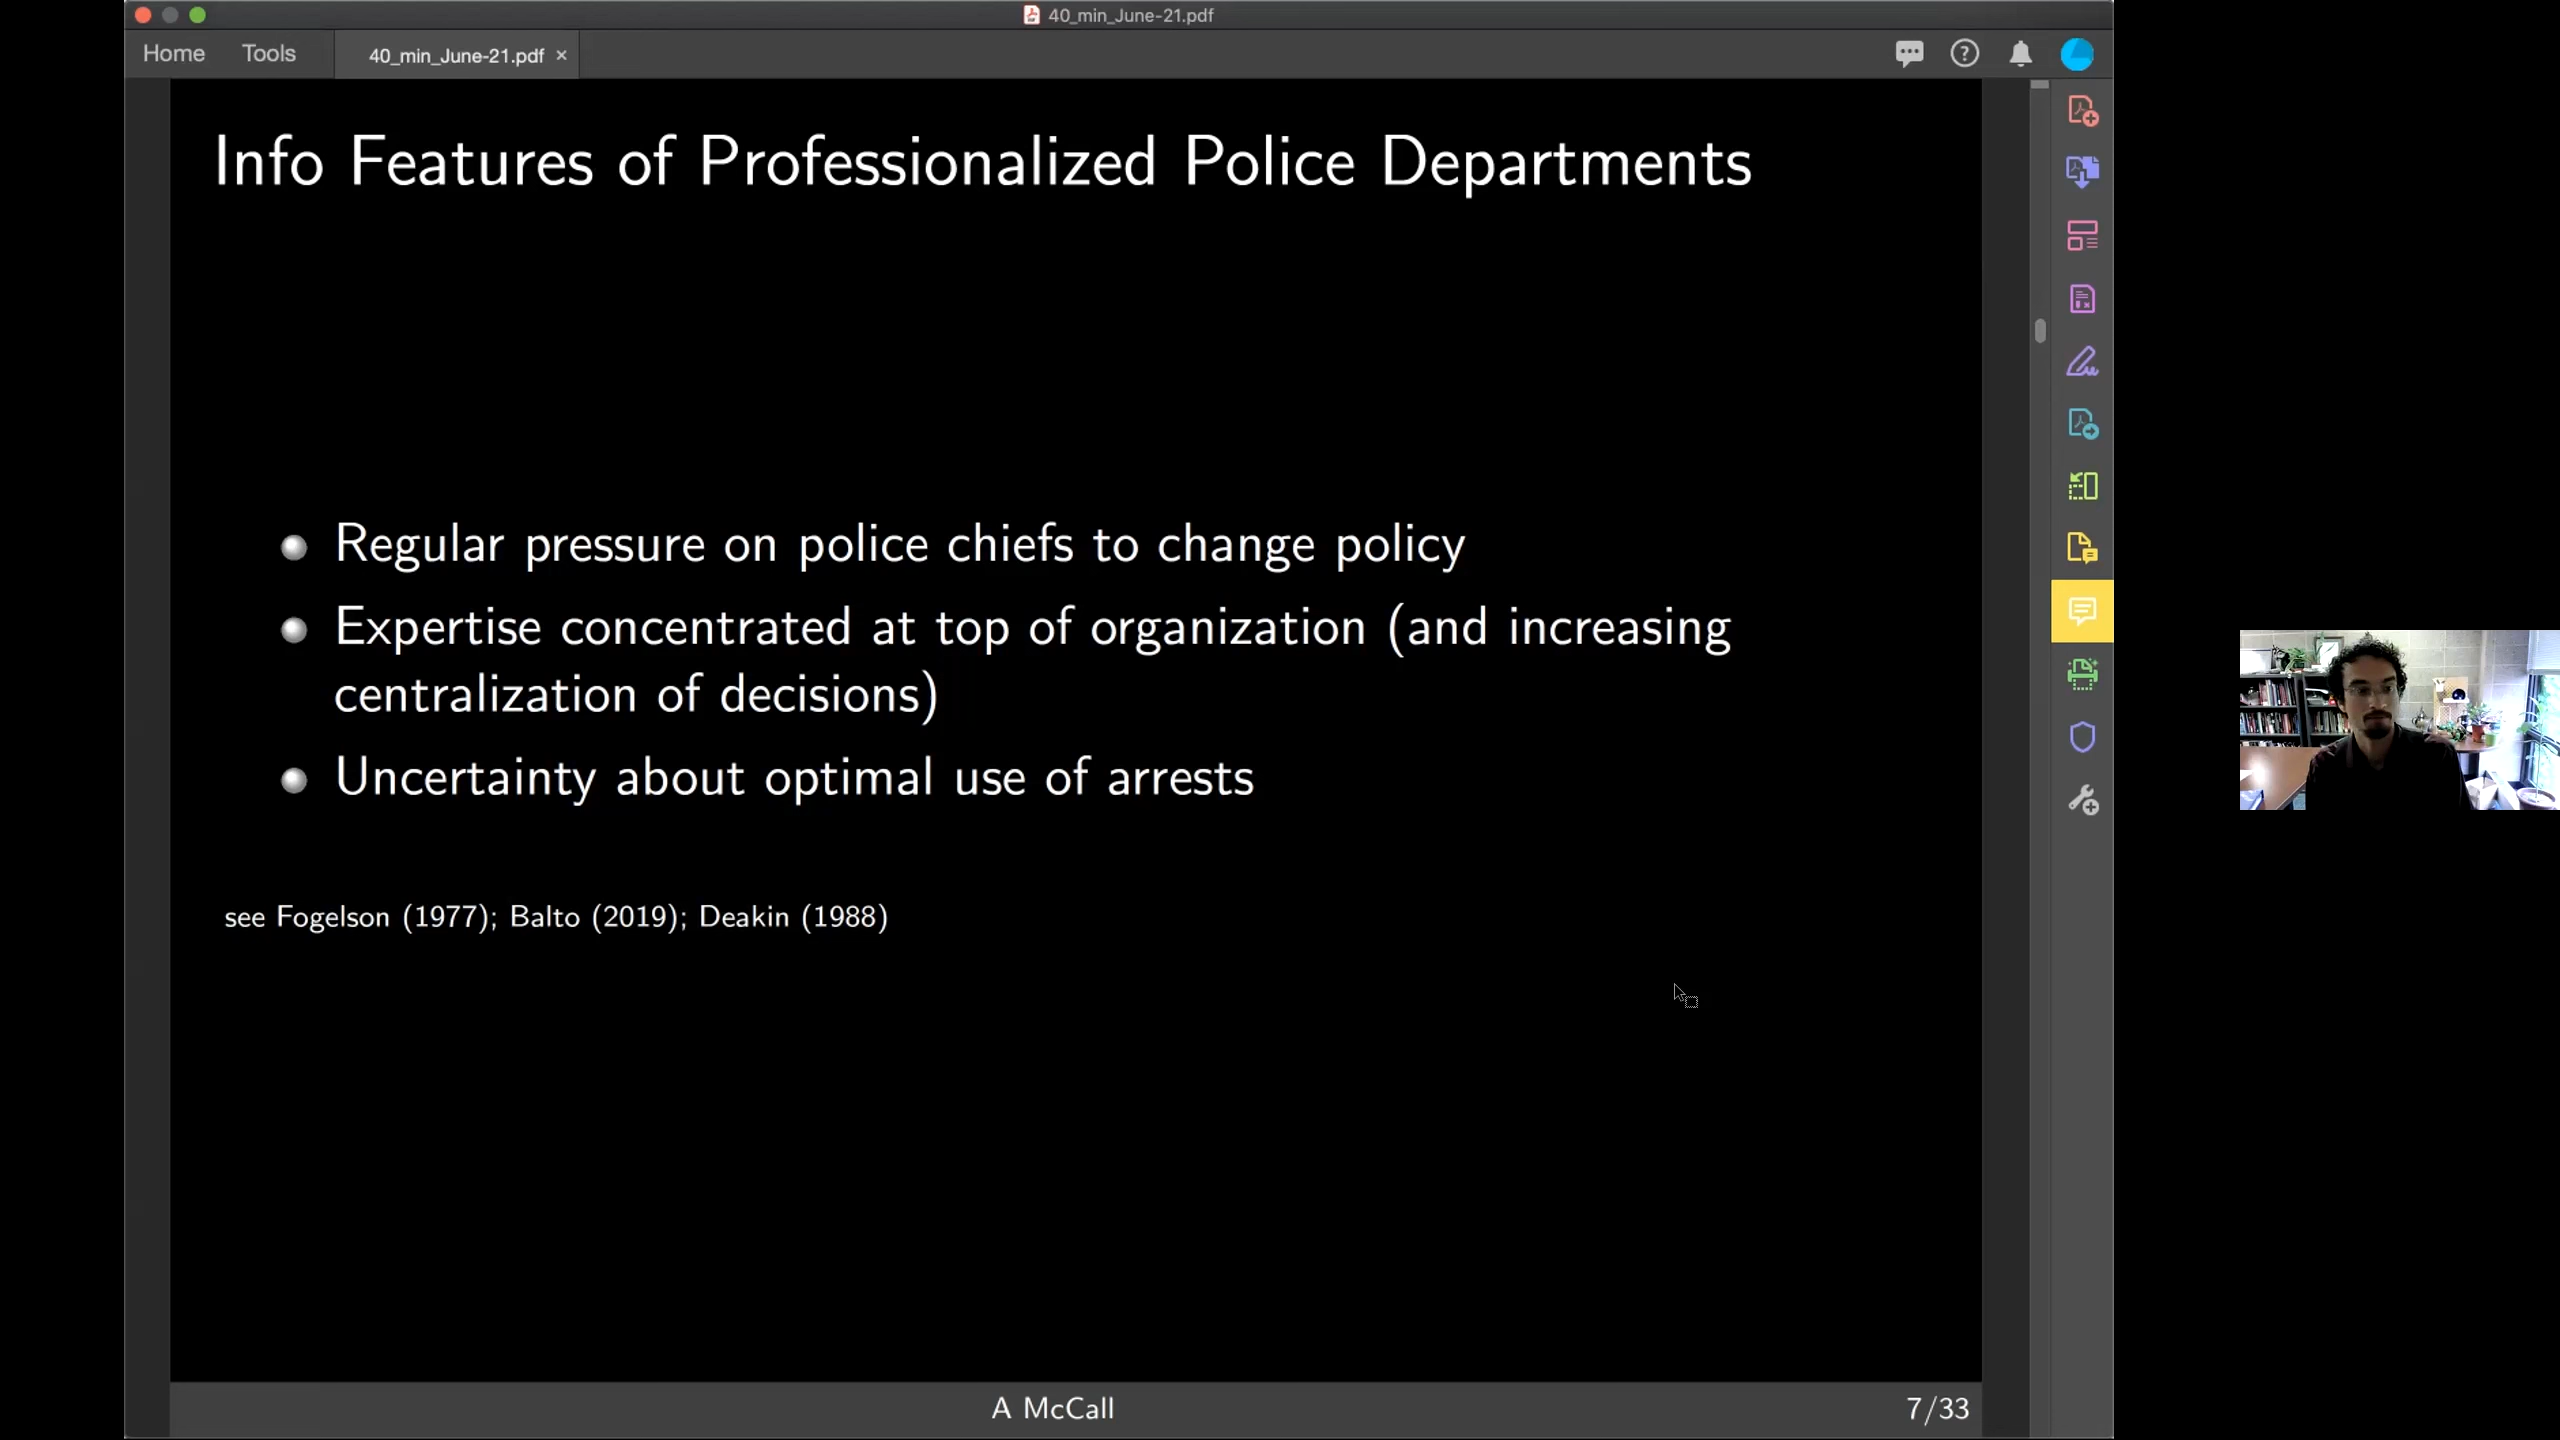 40_min_June-21.pdf
Home Tools 40_min_June-21.pdf ×
Info Features of Professionalized Police Departments
Regular pressure on police chiefs to change policy
Expertise concentrated at top of organization (and increasing
centralization of decisions)
Uncertainty about optimal use of arrests
see Fogelson (1977); Balto (2019); Deakin (1988)
A McCall 7/33